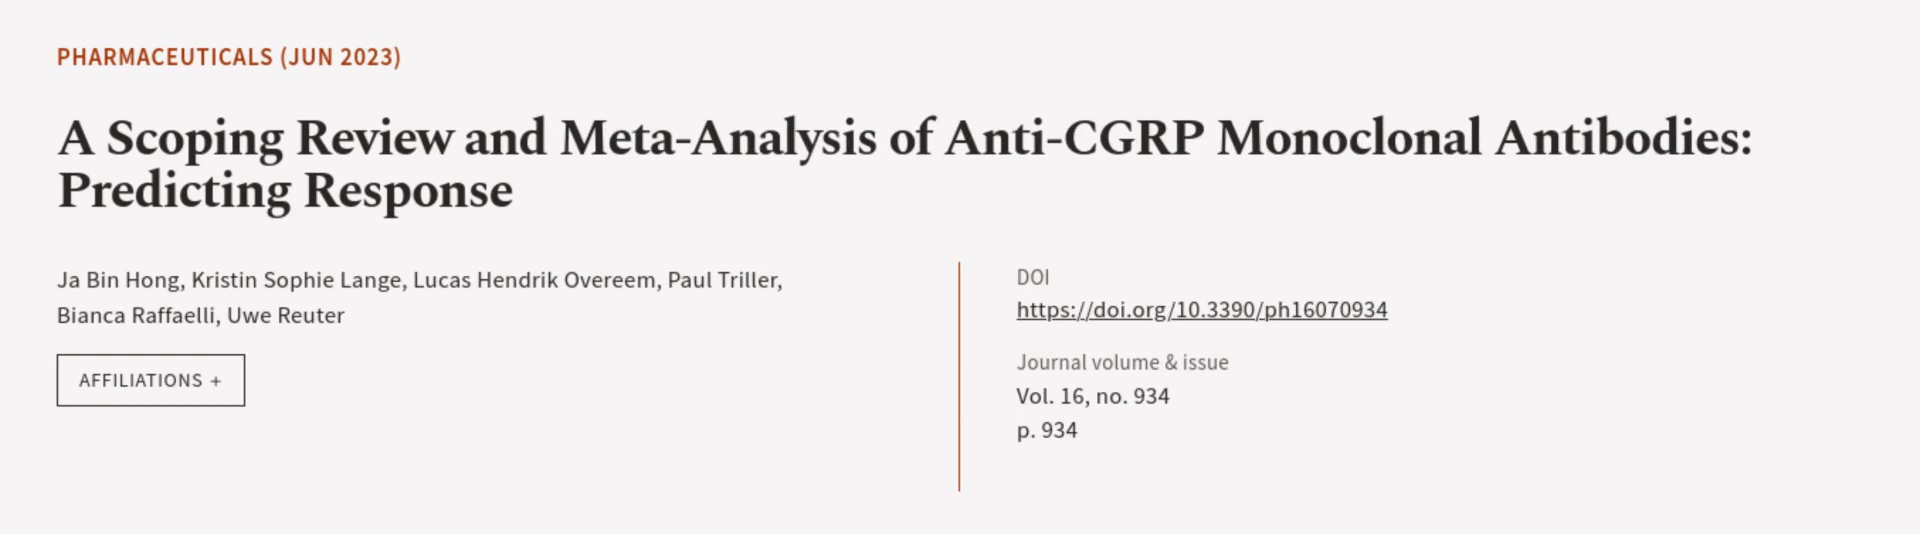 PHARMACEUTICALS (JUN 2023)
A Scoping Review and Meta-Analysis of Anti-CGRP Monoclonal Antibodies:
Predicting Response
Ja Bin Hong, Kristin Sophie Lange, Lucas Hendrik Overeem, Paul Triller,
Bianca Raffaelli, Uwe Reuter
AFFILIATIONS +
DOI
https://doi.org/10.3390/ph16070934
Journal volume & issue
Vol. 16, no. 934
p. 934